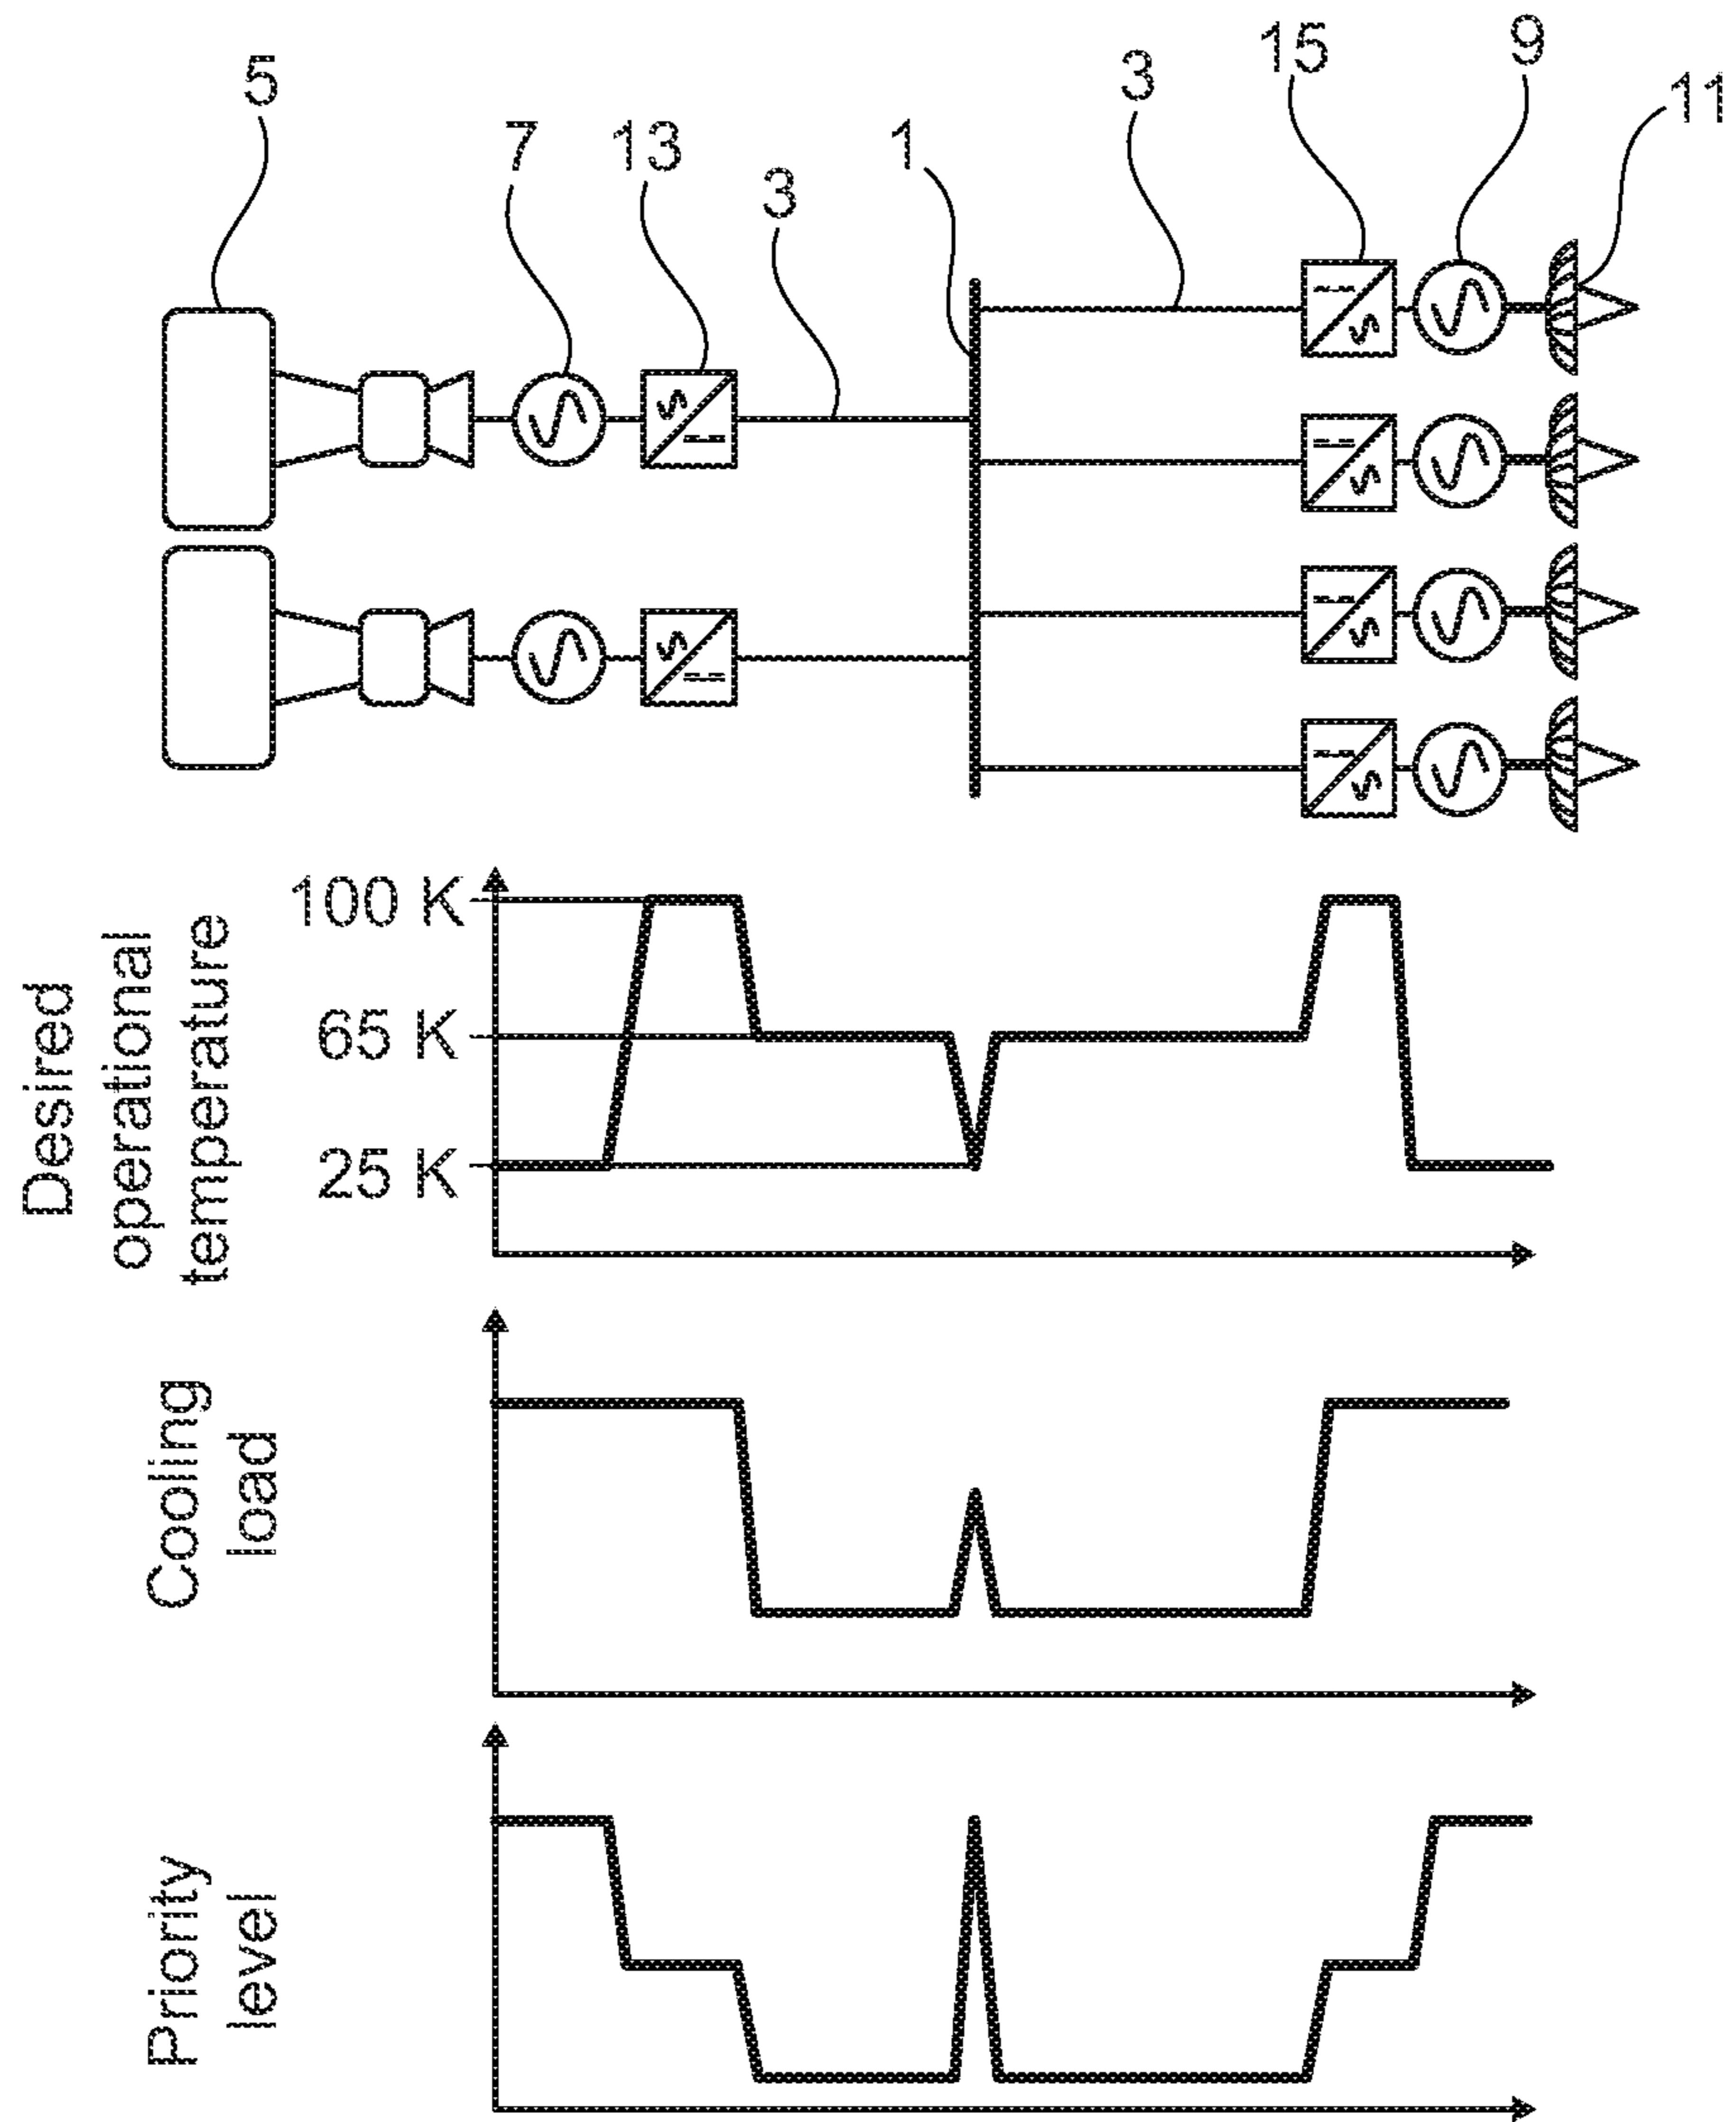 5
7
13
3
1
3
15
9
11
Desired
operational
temperature
100 K
65 K
25 K
Cooling
load
Priority
level